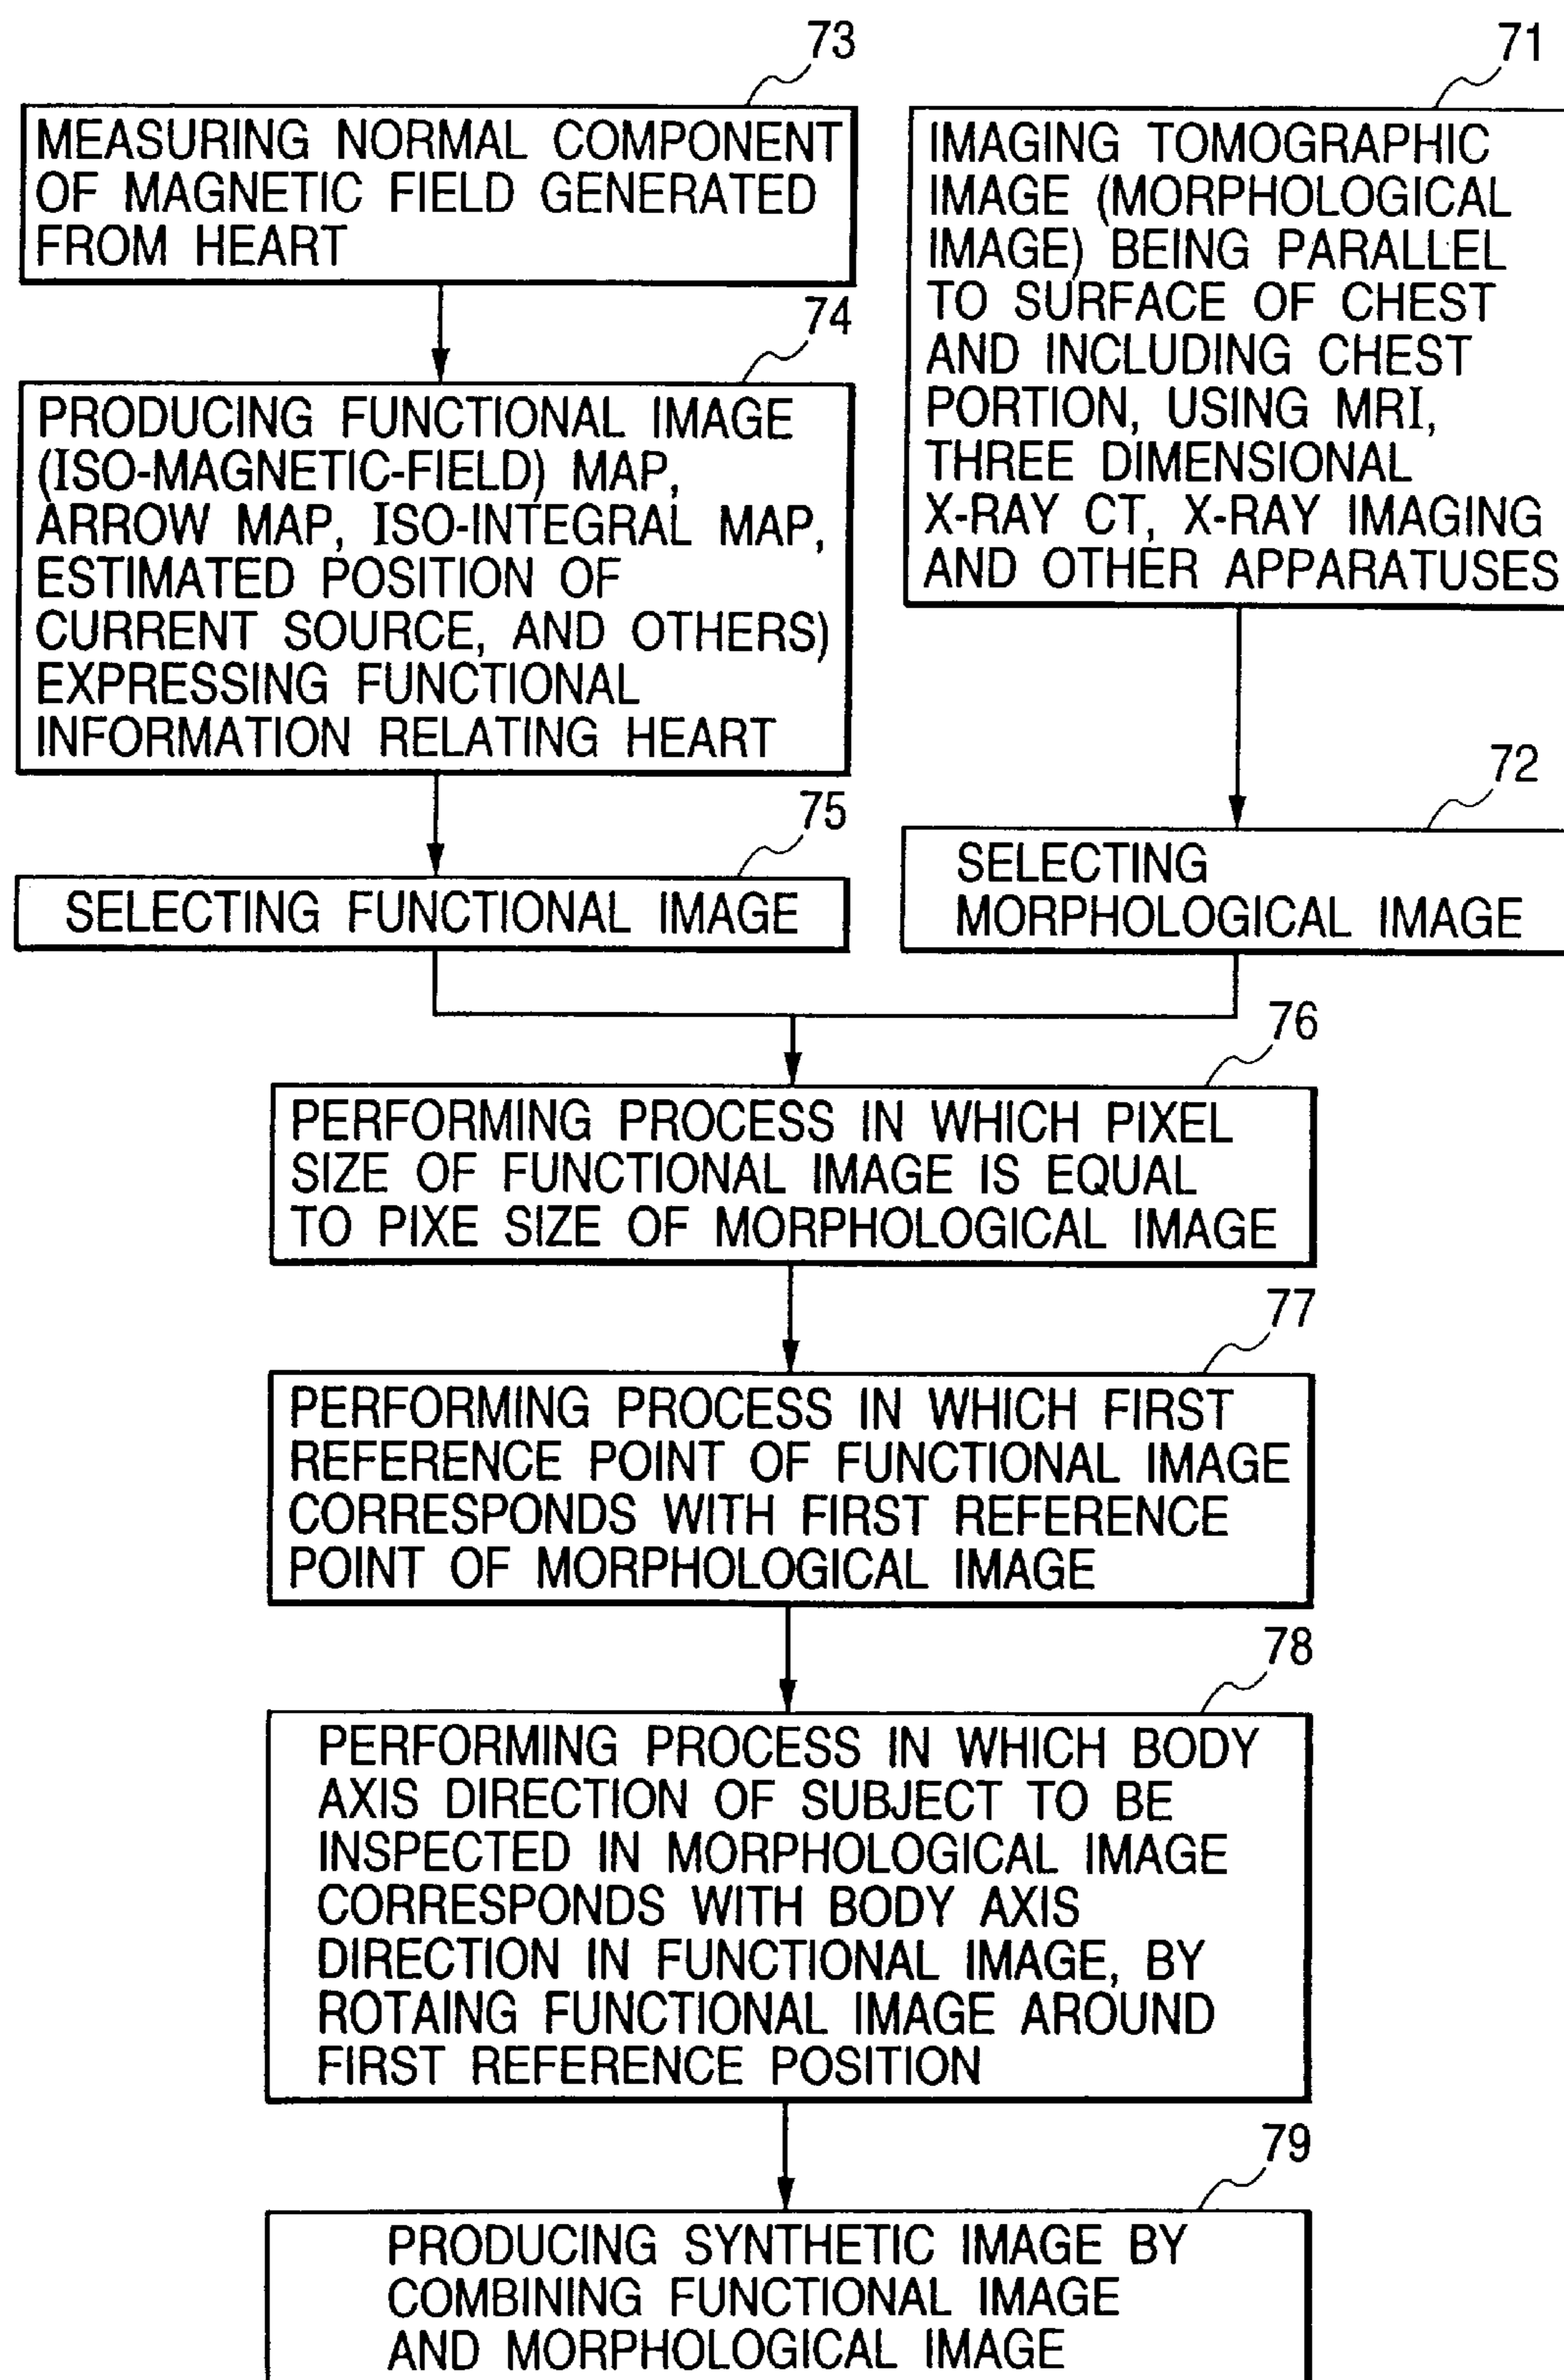 73
MEASURING NORMAL COMPONENT
OF MAGNETIC FIELD GENERATED
FROM HEART
74
PRODUCING FUNCTIONAL IMAGE
(ISO-MAGNETIC-FIELD) MAP,
ARROW MAP, ISO-INTEGRAL MAP,
ESTIMATED POSITION OF
CURRENT SOURCE, AND OTHERS)
EXPRESSING FUNCTIONAL
INFORMATION RELATING HEART
75
SELECTING FUNCTIONAL IMAGE
71
IMAGING TOMOGRAPHIC
IMAGE (MORPHOLOGICAL
IMAGE) BEING PARALLEL
TO SURFACE OF CHEST
AND INCLUDING CHEST
PORTION, USING MRI,
THREE DIMENSIONAL
X-RAY CT, X-RAY IMAGING
AND OTHER APPARATUSES
72
SELECTING
MORPHOLOGICAL IMAGE
76
PERFORMING PROCESS IN WHICH PIXEL
SIZE OF FUNCTIONAL IMAGE IS EQUAL
TO PIXE SIZE OF MORPHOLOGICAL IMAGE
77
PERFORMING PROCESS IN WHICH FIRST
REFERENCE POINT OF FUNCTIONAL IMAGE
CORRESPONDS WITH FIRST REFERENCE
POINT OF MORPHOLOGICAL IMAGE
78
PERFORMING PROCESS IN WHICH BODY
AXIS DIRECTION OF SUBJECT TO BE
INSPECTED IN MORPHOLOGICAL IMAGE
CORRESPONDS WITH BODY AXIS
DIRECTION IN FUNCTIONAL IMAGE, BY
ROTAING FUNCTIONAL IMAGE AROUND
FIRST REFERENCE POSITION
79
PRODUCING SYNTHETIC IMAGE BY
COMBINING FUNCTIONAL IMAGE
AND MORPHOLOGICAL IMAGE